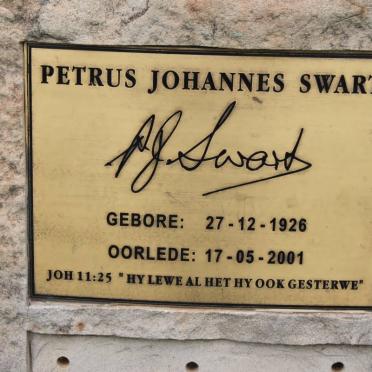 PETRUS JOHANNES SWART
P.J. Swart
GEBORE: 27-12-1926
OORLEDE: 17-05-2001
JOH 11:25 "HY LEWE AL HET HY OOK GESTERWE"